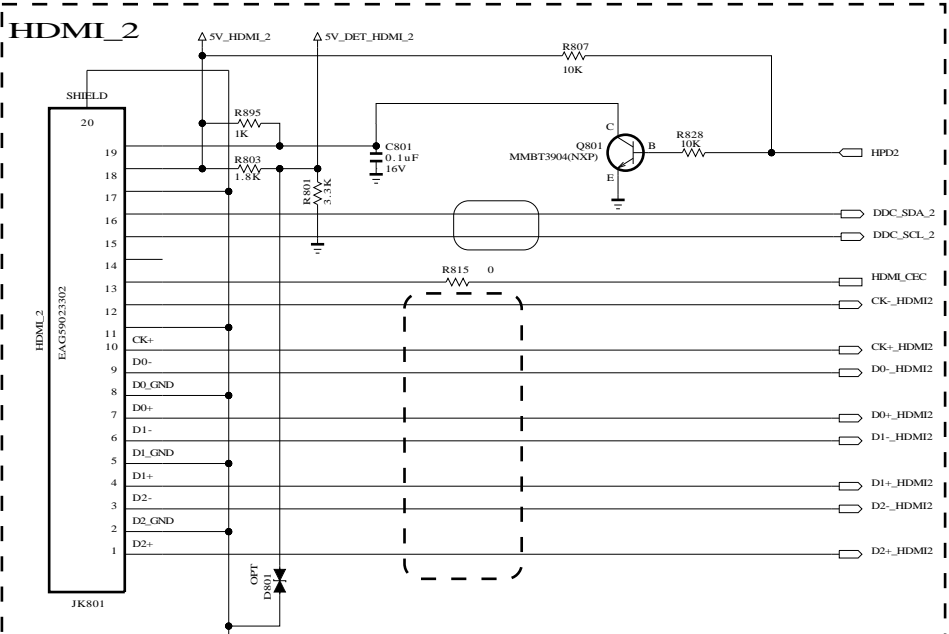 HDMI_2
5V_HDMI_2
5V_DET_HDMI_2
R807
10K
SHIELD
20
R895
1K
C801
0.1uF
16V
Q801
MMBT3904(NXP)
C
B
E
R828
10K
HPD2
19
R803
1.8K
18
R801
3.3K
17
16
DDC_SDA_2
15
DDC_SCL_2
14
R815 0
13
HDMI_CEC
12
CK-_HDMI2
11
CK+
10
CK+_HDMI2
D0-
9
D0-_HDMI2
D0_GND
8
D0+
7
D0+_HDMI2
D1-
6
D1-_HDMI2
D1_GND
5
D1+
4
D1+_HDMI2
D2-
3
D2-_HDMI2
D2_GND
2
D2+
1
D2+_HDMI2
HDMI_2
EAG59023302
OPT
D801
JK801